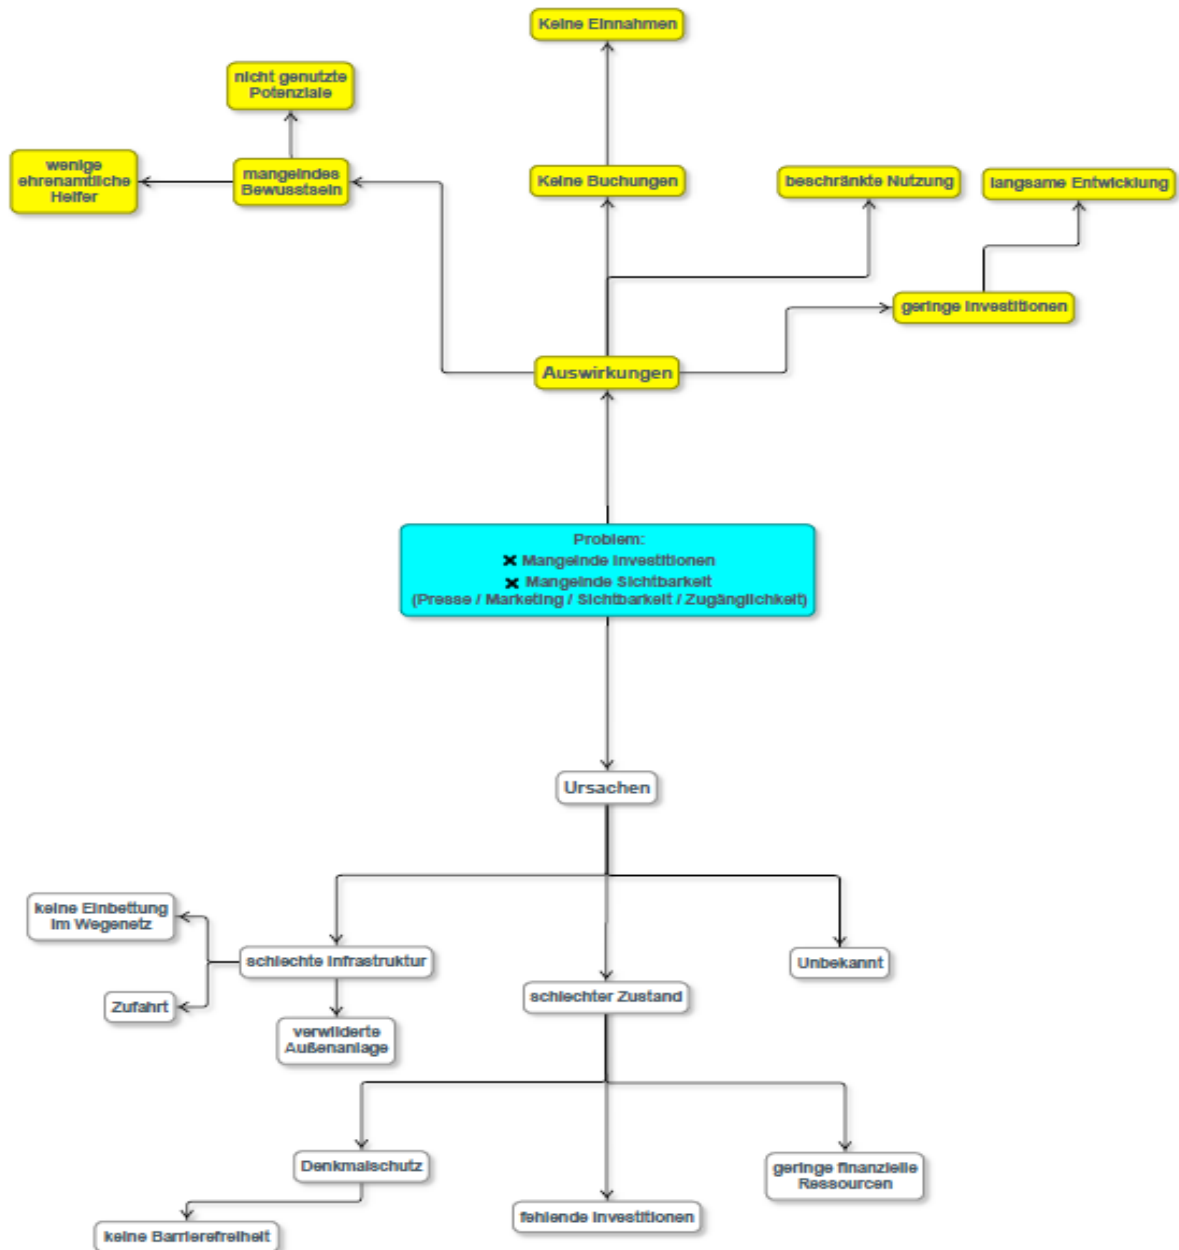 Keine Einnahmen
nicht genutzte
Potenziale
wenige
ehrenamtliche
Helfer
mangelndes
Bewusstsein
Keine Buchungen
beschränkte Nutzung
langsame Entwicklung
geringe Investitionen
Auswirkungen
Problem:
❌ Mangelnde Investitionen
❌ Mangelnde Sichtbarkeit
(Presse / Marketing / Sichtbarkeit / Zugänglichkeit)
Ursachen
keine Einbettung
im Wegenetz
schlechte Infrastruktur
Unbekannt
Zufahrt
schlechter Zustand
verwilderte
Außenanlage
Denkmalschutz
geringe finanzielle
Ressourcen
fehlende Investitionen
keine Barrierefreiheit